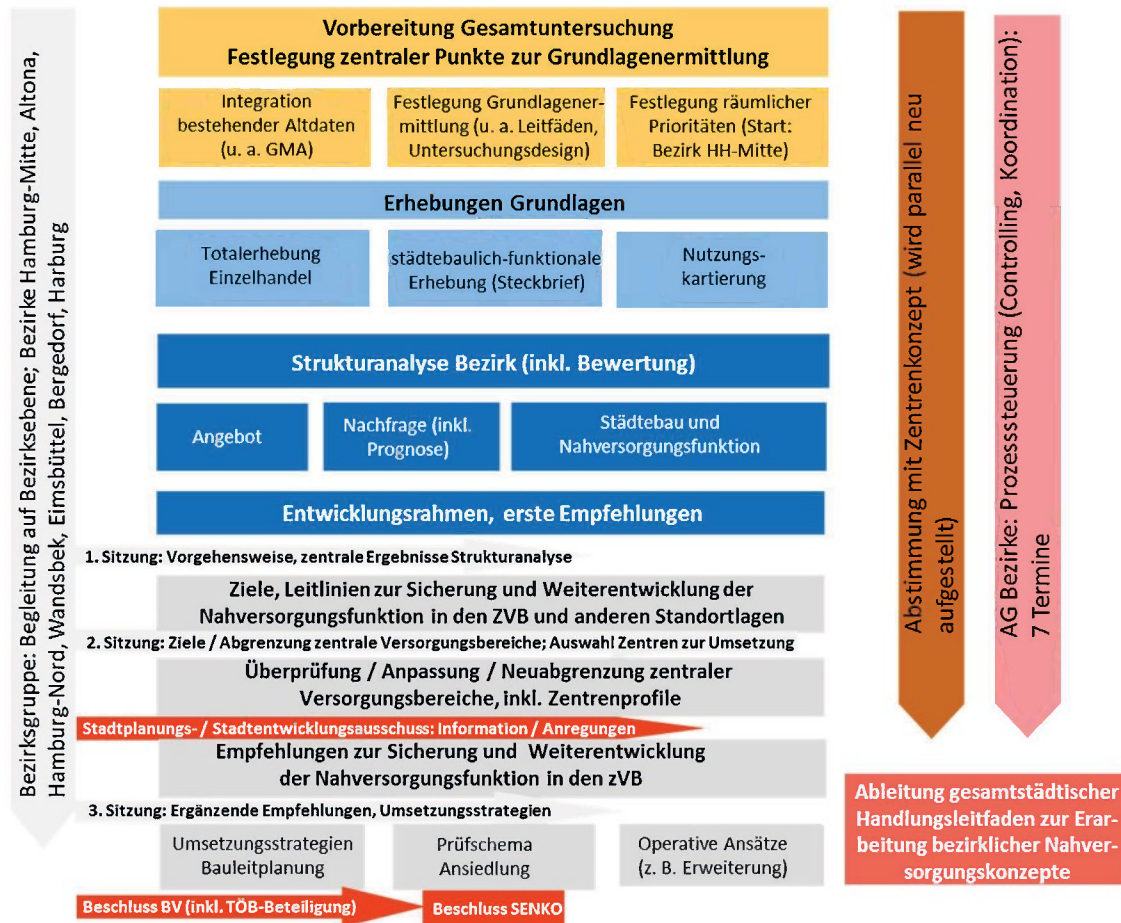 Bezirksgruppe: Begleitung auf Bezirksebene; Bezirke Hamburg-Mitte, Altona,
Hamburg-Nord, Wandsbek, Eimsbüttel, Bergedorf, Harburg
Vorbereitung Gesamtuntersuchung
Festlegung zentraler Punkte zur Grundlagenermittlung
Integration
bestehender Altdaten
(u. a. GMA)
Festlegung Grundlagener-
mittlung (u. a. Leitfäden,
Untersuchungsdesign)
Festlegung räumlicher
Prioritäten (Start:
Bezirk HH-Mitte)
Erhebungen Grundlagen
Totalerhebung
Einzelhandel
städtebaulich-funktionale
Erhebung (Steckbrief)
Nutzungs-
kartierung
Strukturanalyse Bezirk (inkl. Bewertung)
Angebot
Nachfrage (inkl.
Prognose)
Städtebau und
Nahversorgungsfunktion
Entwicklungsrahmen, erste Empfehlungen
1. Sitzung: Vorgehensweise, zentrale Ergebnisse Strukturanalyse
Ziele, Leitlinien zur Sicherung und Weiterentwicklung der
Nahversorgungsfunktion in den ZVB und anderen Standortlagen
2. Sitzung: Ziele / Abgrenzung zentrale Versorgungsbereiche; Auswahl Zentren zur Umsetzung
Überprüfung / Anpassung / Neuabgrenzung zentraler
Versorgungsbereiche, inkl. Zentrenprofile
Stadtplanungs- / Stadtentwicklungsausschuss: Information / Anregungen
Empfehlungen zur Sicherung und Weiterentwicklung
der Nahversorgungsfunktion in den zVB
3. Sitzung: Ergänzende Empfehlungen, Umsetzungsstrategien
Umsetzungsstrategien
Bauleitplanung
Prüfschema
Ansiedlung
Operative Ansätze
(z. B. Erweiterung)
Beschluss BV (inkl. TÖB-Beteiligung)
Beschluss SENKO
Abstimmung mit Zentrenkonzept (wird parallel neu
aufgestellt)
AG Bezirke: Prozesssteuerung (Controlling, Koordination):
7 Termine
Ableitung gesamtstädtischer
Handlungsleitfaden zur Erar-
beitung bezirklicher Nahver-
sorgungskonzepte